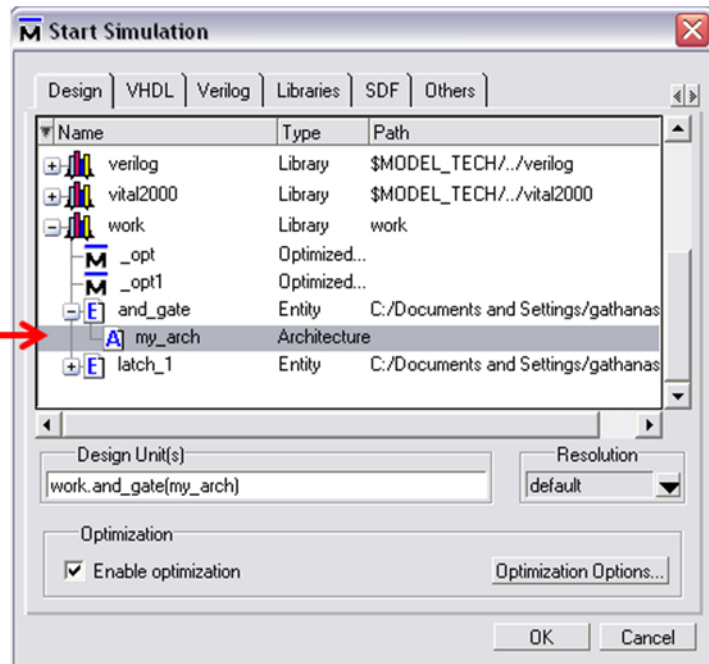 Start Simulation
Design VHDL Verilog Libraries SDF Others
Name Type Path
verilog Library $MODEL_TECH/../verilog
vital2000 Library $MODEL_TECH/../vital2000
work Library work
_opt Optimized...
_opt1 Optimized...
and_gate Entity C:/Documents and Settings/gathanas
my_arch Architecture
latch_1 Entity C:/Documents and Settings/gathanas
Design Unit(s) Resolution
work.and_gate(my_arch) default
Optimization
Enable optimization Optimization Options...
OK Cancel